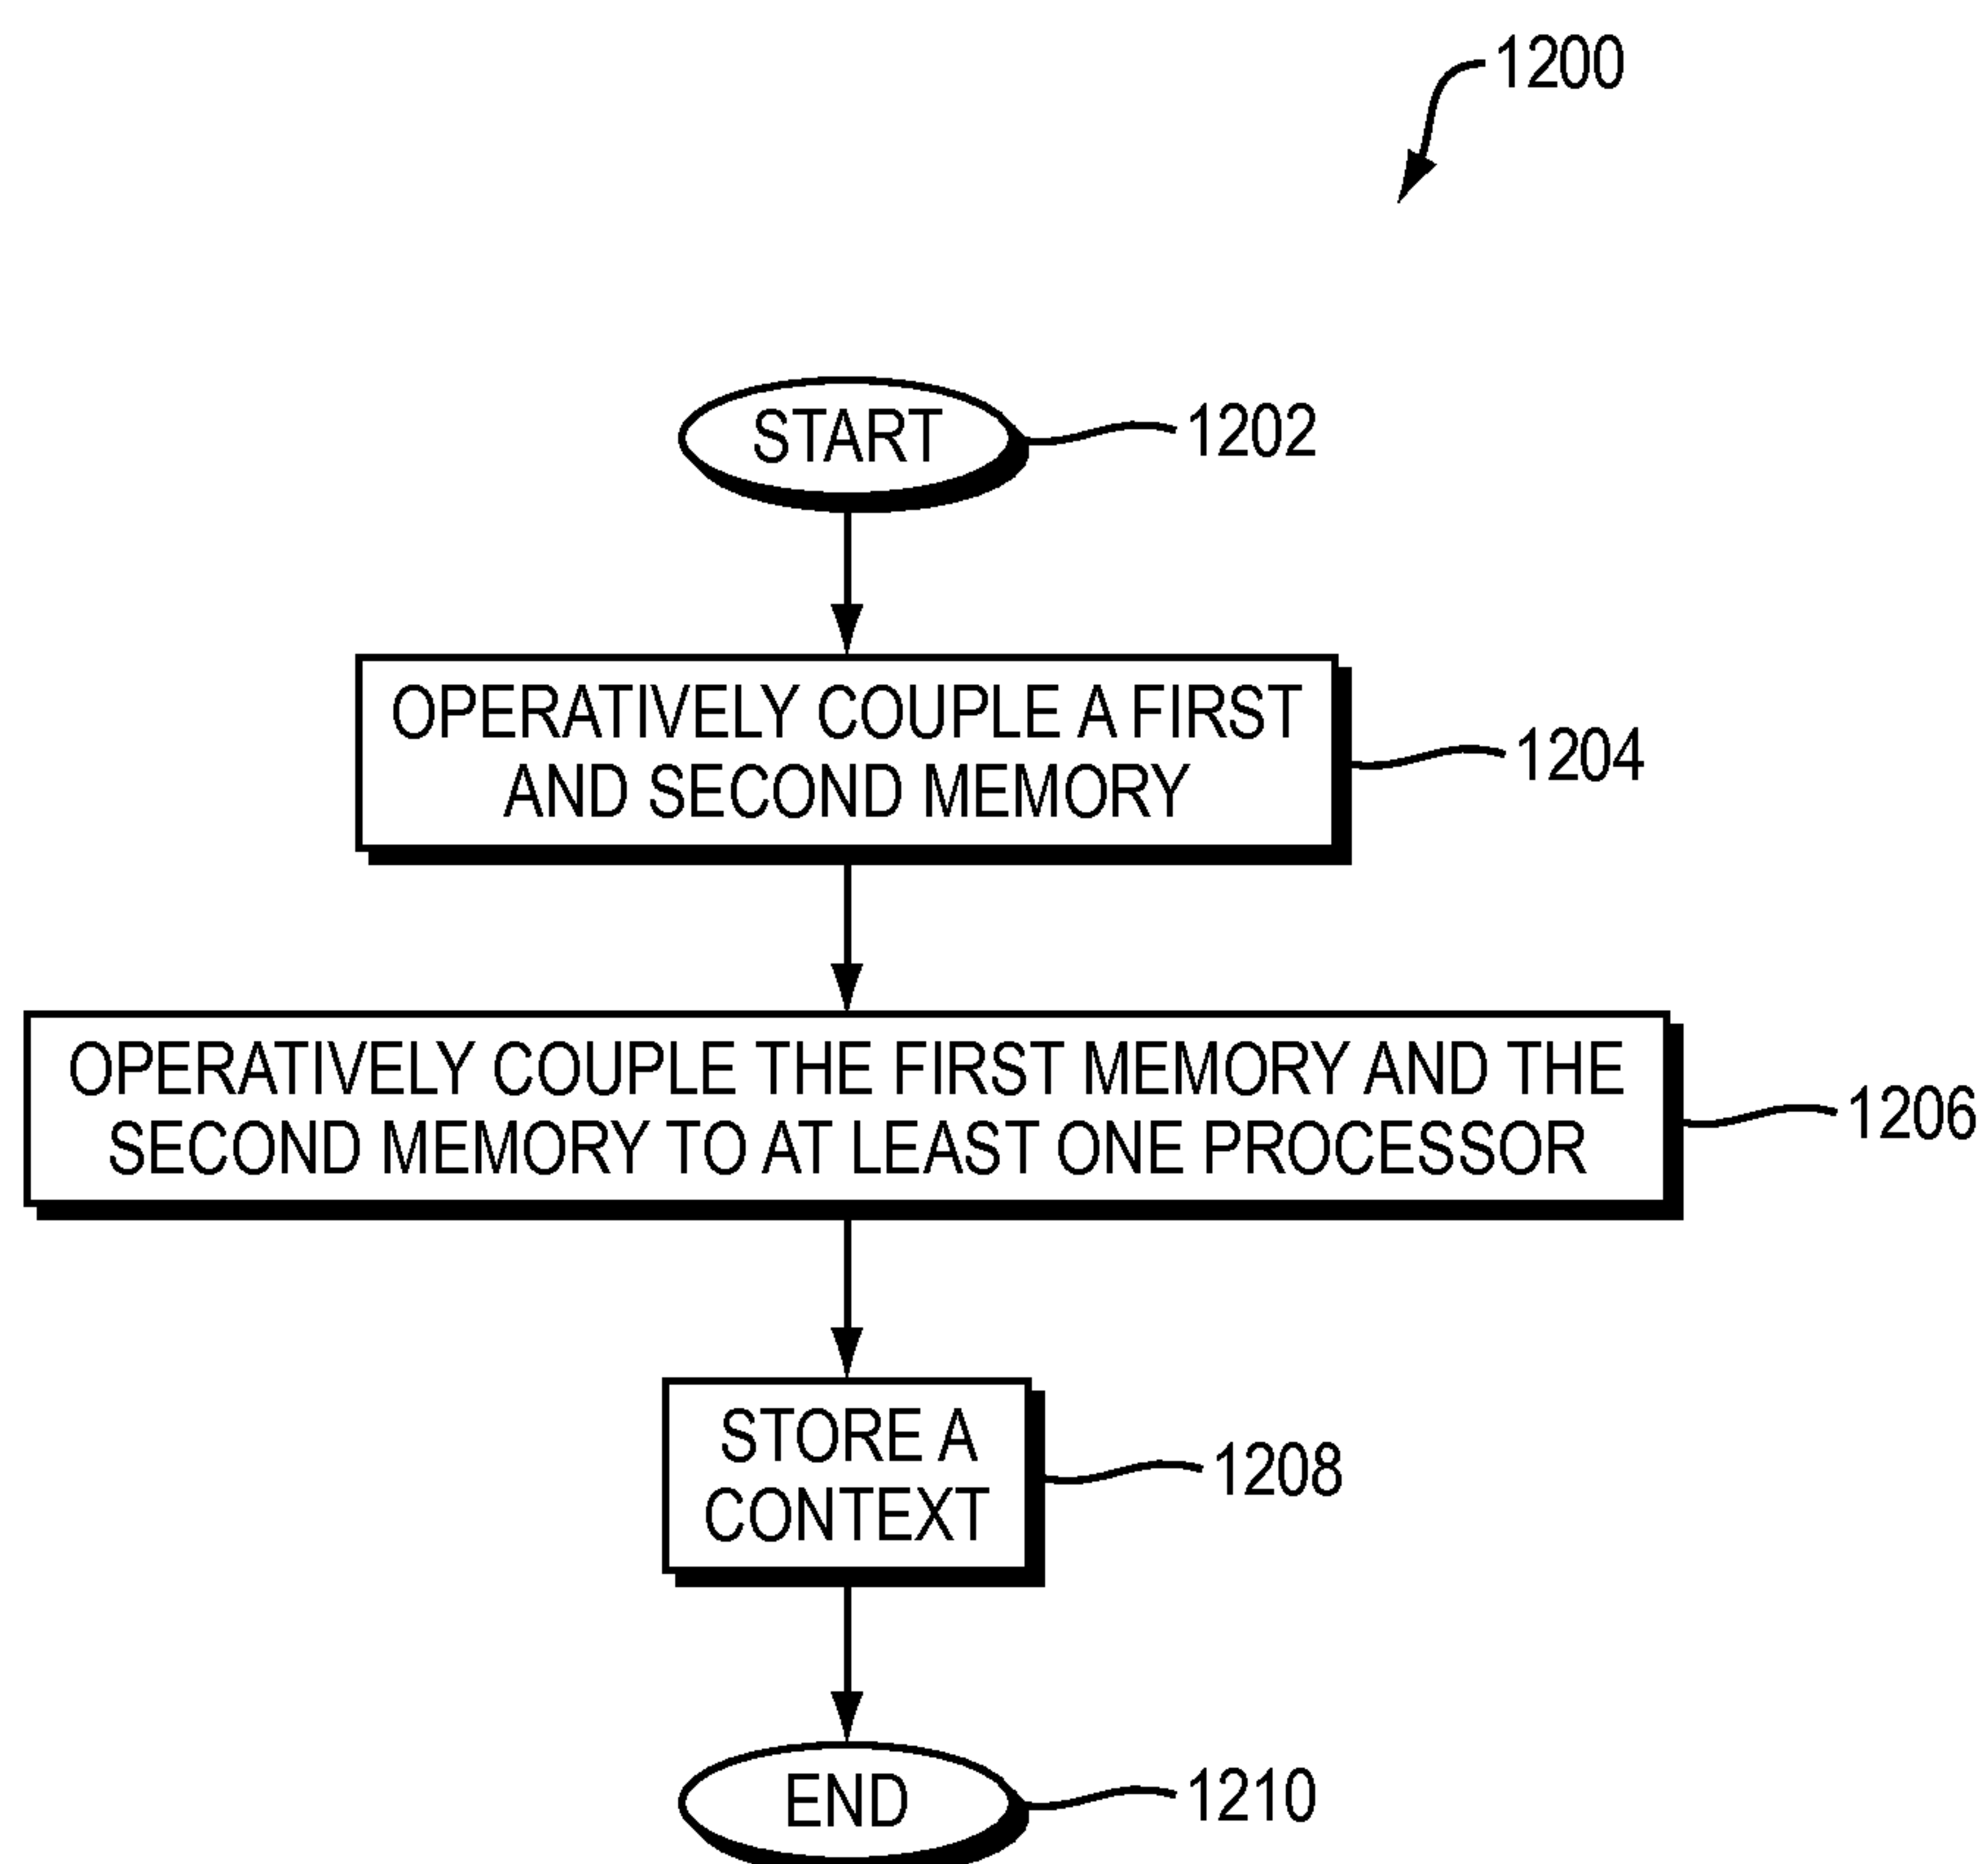 1200
START
1202
OPERATIVELY COUPLE A FIRST
AND SECOND MEMORY
1204
OPERATIVELY COUPLE THE FIRST MEMORY AND THE
SECOND MEMORY TO AT LEAST ONE PROCESSOR
1206
STORE A
CONTEXT
1208
END
1210